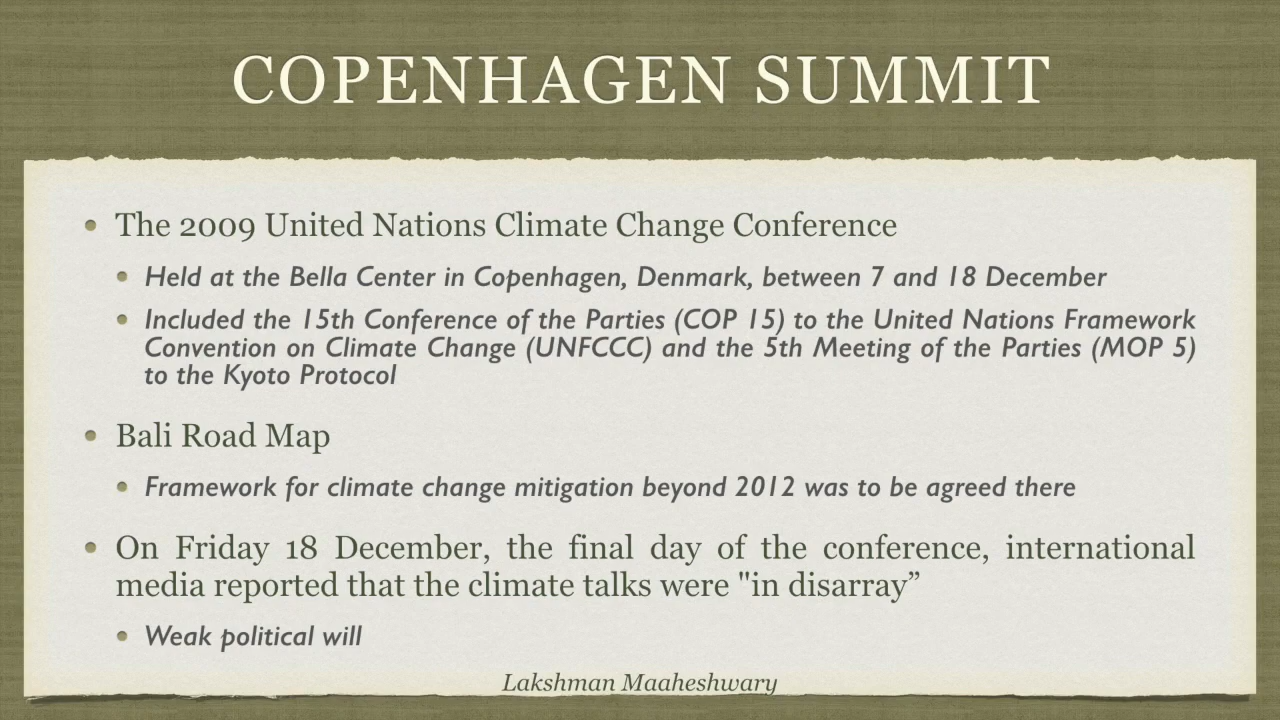 COPENHAGEN SUMMIT
• The 2009 United Nations Climate Change Conference
• Held at the Bella Center in Copenhagen, Denmark, between 7 and 18 December
• Included the 15th Conference of the Parties (COP 15) to the United Nations Framework
Convention on Climate Change (UNFCCC) and the 5th Meeting of the Parties (MOP 5)
to the Kyoto Protocol
• Bali Road Map
• Framework for climate change mitigation beyond 2012 was to be agreed there
• On Friday 18 December, the final day of the conference, international
media reported that the climate talks were "in disarray”
• Weak political will
Lakshman Maaheshwary